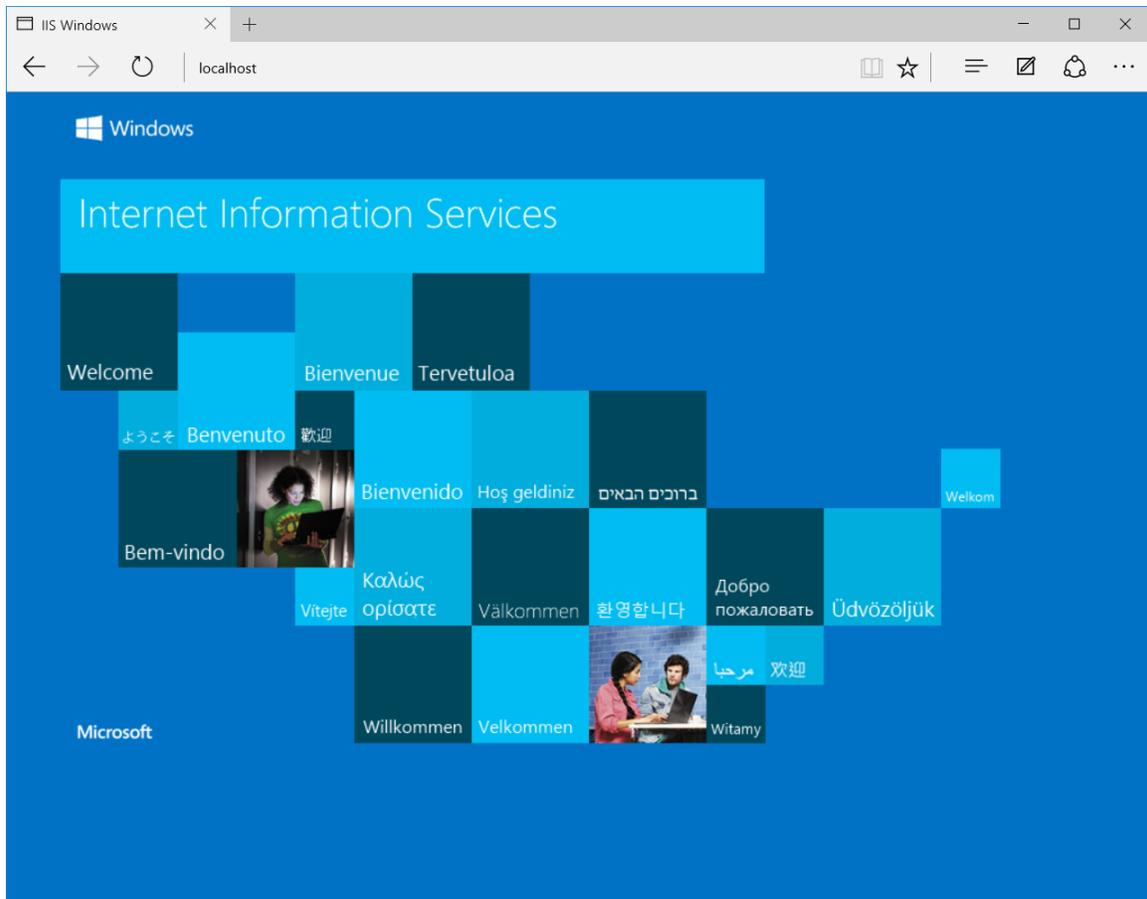 IIS Windows
localhost
Windows
Internet Information Services
Welcome
Bienvenue
Tervetuloa
ようこそ
Benvenuto
歡迎
Bienvenido
Hoş geldiniz
ברוכים הבאים
Welkom
Bem-vindo
Καλώς
ορίσατε
Vítejte
Välkommen
환영합니다
Добро
пожаловать
Üdvözöljük
مرحبا
欢迎
Willkommen
Velkommen
Witamy
Microsoft